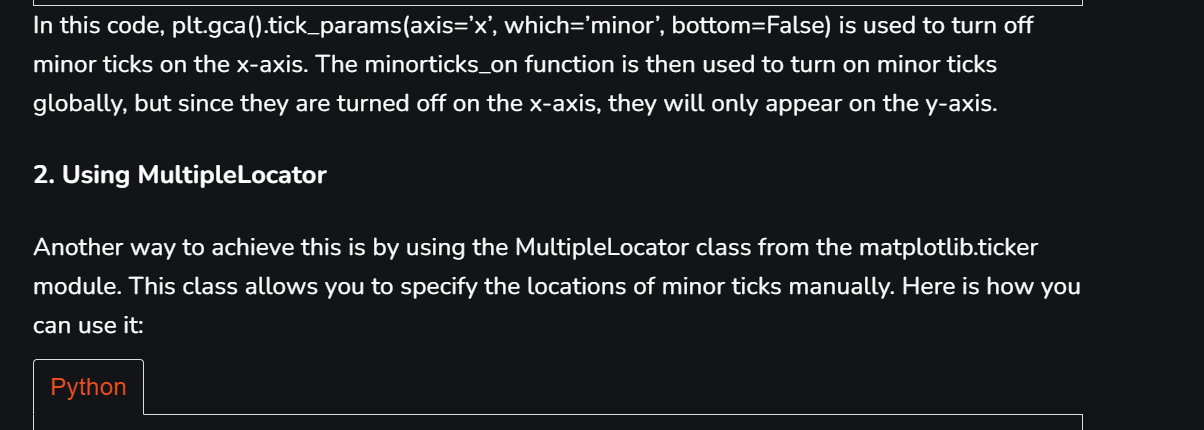 In this code, plt.gca().tick_params(axis=’x’, which=’minor’, bottom=False) is used to turn off
minor ticks on the x-axis. The minorticks_on function is then used to turn on minor ticks
globally, but since they are turned off on the x-axis, they will only appear on the y-axis.
2. Using MultipleLocator
Another way to achieve this is by using the MultipleLocator class from the matplotlib.ticker
module. This class allows you to specify the locations of minor ticks manually. Here is how you
can use it:
Python